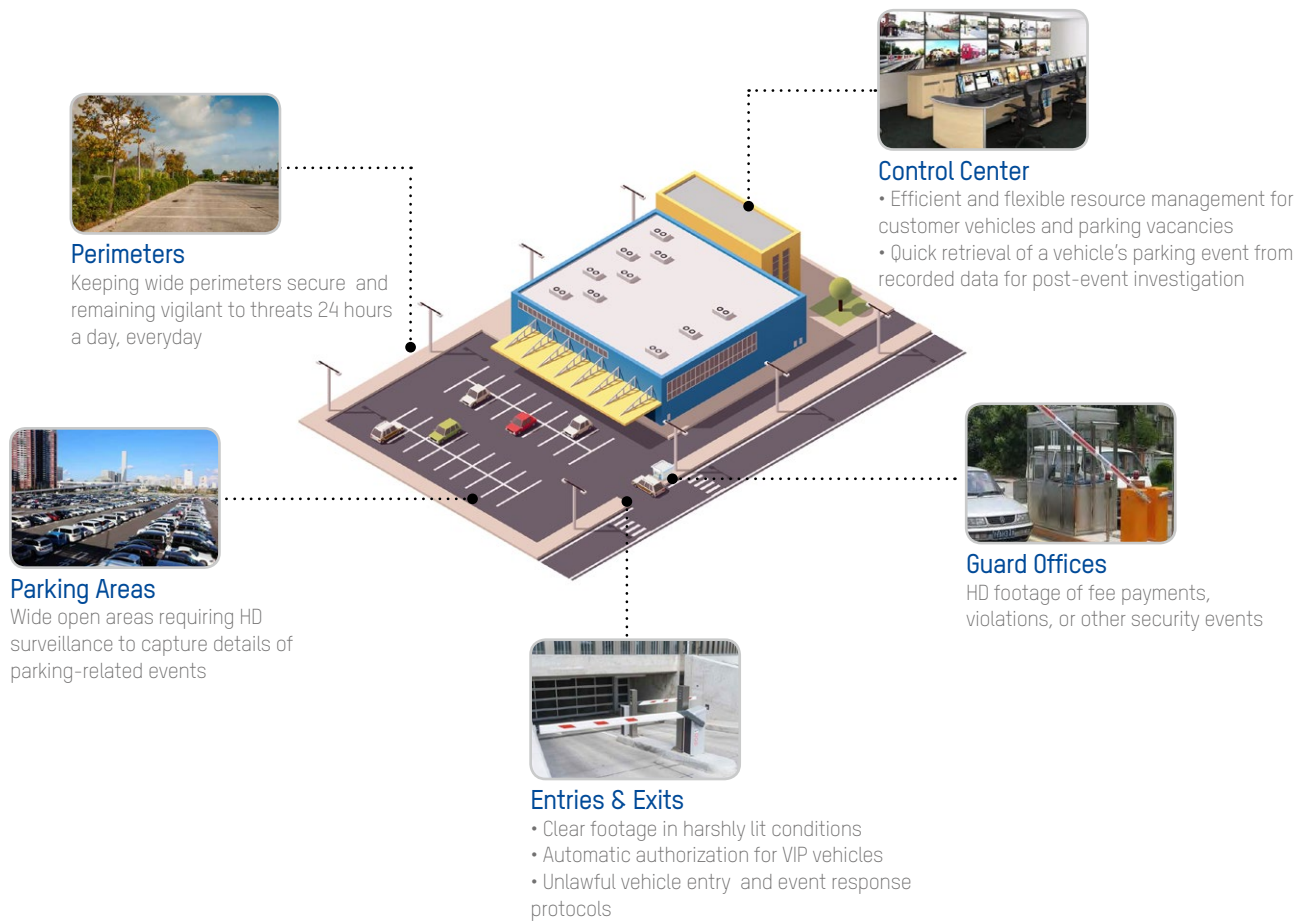 Control Center
• Efficient and flexible resource management for
customer vehicles and parking vacancies
• Quick retrieval of a vehicle's parking event from
recorded data for post-event investigation
Perimeters
Keeping wide perimeters secure and
remaining vigilant to threats 24 hours
a day, everyday
Guard Offices
HD footage of fee payments,
violations, or other security events
Parking Areas
Wide open areas requiring HD
surveillance to capture details of
parking-related events
Entries & Exits
• Clear footage in harshly lit conditions
• Automatic authorization for VIP vehicles
• Unlawful vehicle entry and event response
protocols